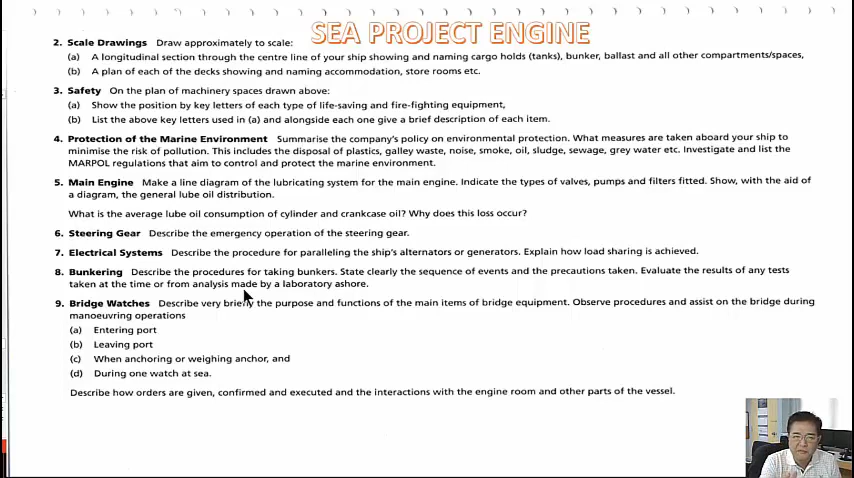 SEA PROJECT ENGINE
2. Scale Drawings Draw approximately to scale:
(a) A longitudinal section through the centre line of your ship showing and naming cargo holds (tanks), bunker, ballast and all other compartments/spaces,
(b) A plan of each of the decks showing and naming accommodation, store rooms etc.
3. Safety On the plan of machinery spaces drawn above:
(a) Show the position by key letters of each type of life-saving and fire-fighting equipment,
(b) List the above key letters used in (a) and alongside each one give a brief description of each item.
4. Protection of the Marine Environment Summarise the company's policy on environmental protection. What measures are taken aboard your ship to
minimise the risk of pollution. This includes the disposal of plastics, galley waste, noise, smoke, oil, sludge, sewage, grey water etc. Investigate and list the
MARPOL regulations that aim to control and protect the marine environment.
5. Main Engine Make a line diagram of the lubricating system for the main engine. Indicate the types of valves, pumps and filters fitted. Show, with the aid of
a diagram, the general lube oil distribution.
What is the average lube oil consumption of cylinder and crankcase oil? Why does this loss occur?
6. Steering Gear Describe the emergency operation of the steering gear.
7. Electrical Systems Describe the procedure for paralleling the ship's alternators or generators. Explain how load sharing is achieved.
8. Bunkering Describe the procedures for taking bunkers. State clearly the sequence of events and the precautions taken. Evaluate the results of any tests
taken at the time or from analysis made by a laboratory ashore.
9. Bridge Watches Describe very briefly the purpose and functions of the main items of bridge equipment. Observe procedures and assist on the bridge during
manoeuvring operations
(a) Entering port
(b) Leaving port
(c) When anchoring or weighing anchor, and
(d) During one watch at sea.
Describe how orders are given, confirmed and executed and the interactions with the engine room and other parts of the vessel.